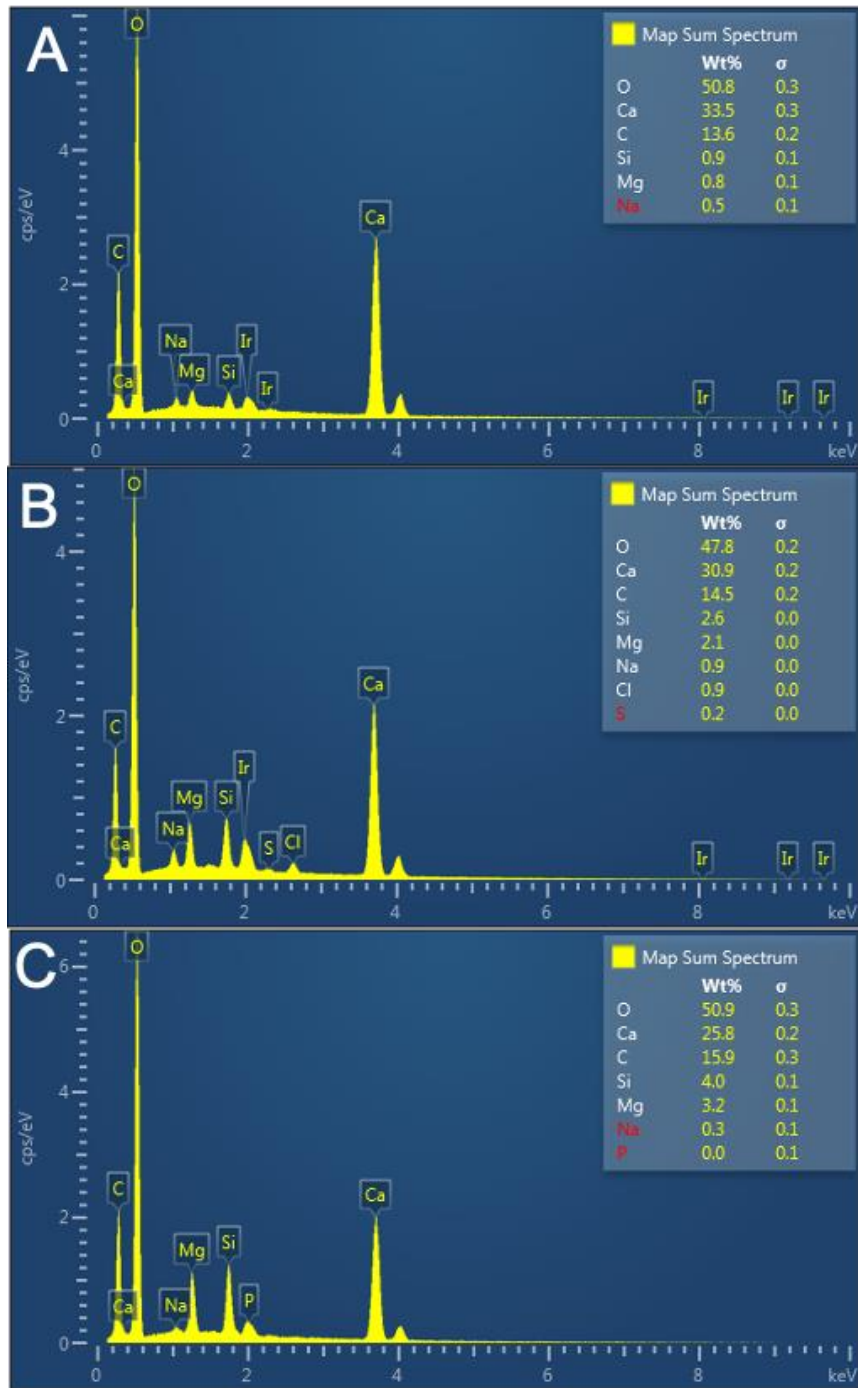 A
Map Sum Spectrum
Wt% σ
O 50.8 0.3
Ca 33.5 0.3
C 13.6 0.2
Si 0.9 0.1
Mg 0.8 0.1
Na 0.5 0.1
cps/eV
4
2
0
O
C
Ca
Na
Mg
Si
Ir
Ir
Ca
Ir
Ir
Ir
0 2 4 6 8 keV
B
Map Sum Spectrum
Wt% σ
O 47.8 0.2
Ca 30.9 0.2
C 14.5 0.2
Si 2.6 0.0
Mg 2.1 0.0
Na 0.9 0.0
Cl 0.9 0.0
S 0.2 0.0
cps/eV
4
2
0
O
C
Ca
Na
Mg
Si
Ir
S
Cl
Ca
Ir
Ir
Ir
0 2 4 6 8 keV
C
Map Sum Spectrum
Wt% σ
O 50.9 0.3
Ca 25.8 0.2
C 15.9 0.3
Si 4.0 0.1
Mg 3.2 0.1
Na 0.3 0.1
P 0.0 0.1
cps/eV
6
4
2
0
O
C
Ca
Na
Mg
Si
P
Ca
0 2 4 6 8 keV